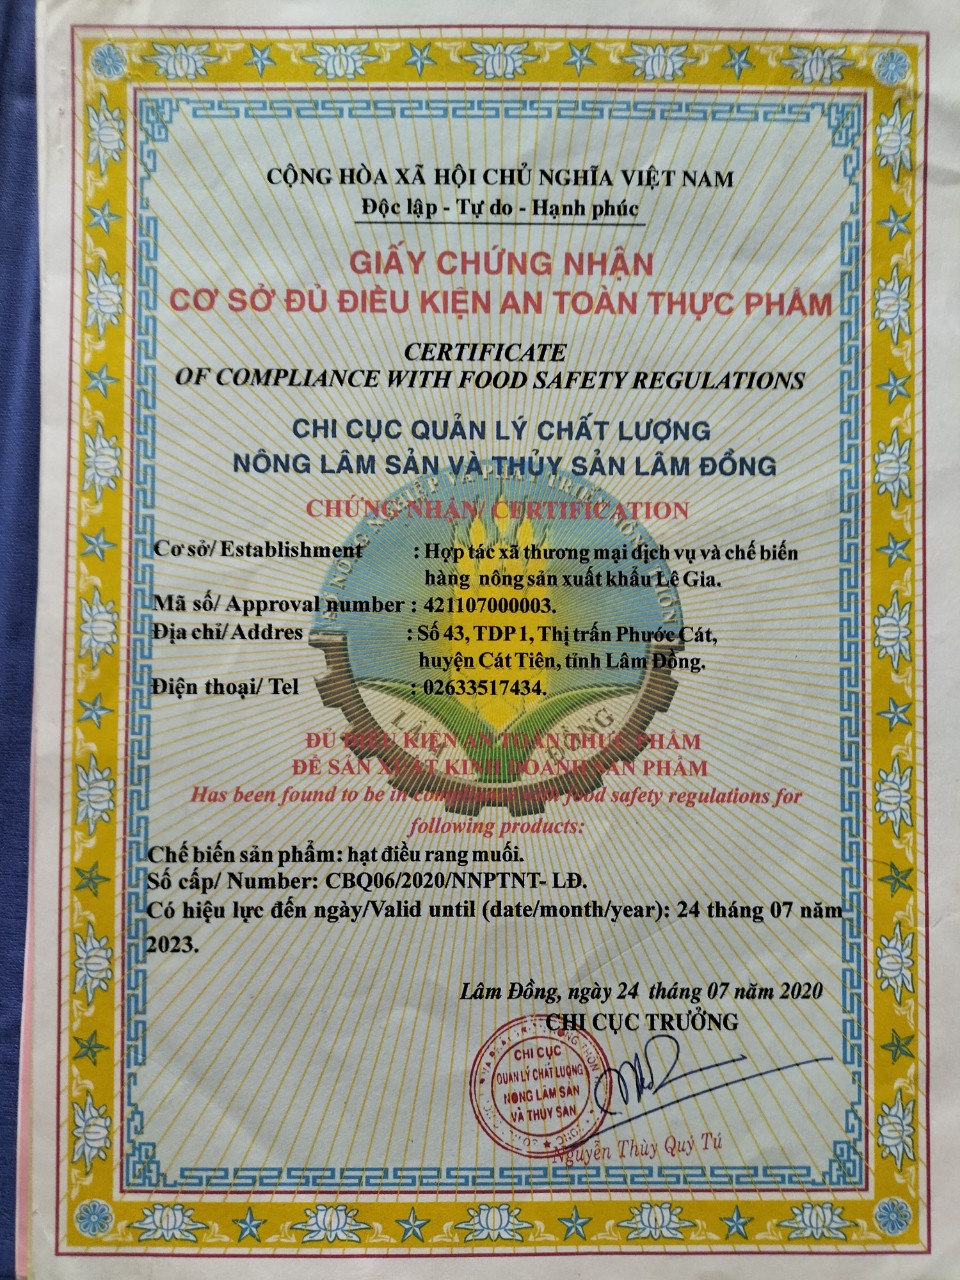 CỘNG HÒA XÃ HỘI CHỦ NGHĨA VIỆT NAM
Độc lập - Tự do - Hạnh phúc
GIẤY CHỨNG NHẬN
CƠ SỞ ĐỦ ĐIỀU KIỆN AN TOÀN THỰC PHẨM
CERTIFICATE
OF COMPLIANCE WITH FOOD SAFETY REGULATIONS
CHI CỤC QUẢN LÝ CHẤT LƯỢNG
NÔNG LÂM SẢN VÀ THỦY SẢN LÂM ĐỒNG
CHỨNG NHẬN/ CERTIFICATION
Cơ sở/ Establishment : Hợp tác xã thương mại dịch vụ và chế biến
hàng nông sản xuất khẩu Lê Gia.
Mã số/ Approval number : 421107000003.
Địa chỉ/ Addres : Số 43, TDP 1, Thị trấn Phước Cát,
huyện Cát Tiên, tỉnh Lâm Đồng.
Điện thoại/ Tel : 02633517434.
LÂM ĐỒNG
ĐỦ ĐIỀU KIỆN AN TOÀN THỰC PHẨM
ĐỂ SẢN XUẤT KINH DOANH SẢN PHẨM
Has been found to be in compliance with food safety regulations for
following products:
Chế biến sản phẩm: hạt điều rang muối.
Số cấp/ Number: CBQ06/2020/NNPTNT- LĐ.
Có hiệu lực đến ngày/Valid until (date/month/year): 24 tháng 07 năm
2023.
Lâm Đồng, ngày 24 tháng 07 năm 2020
CHI CỤC TRƯỞNG
CHI CỤC
QUẢN LÝ CHẤT LƯỢNG
NÔNG LÂM SẢN
VÀ THỦY SẢN
Nguyễn Thùy Quý Tú